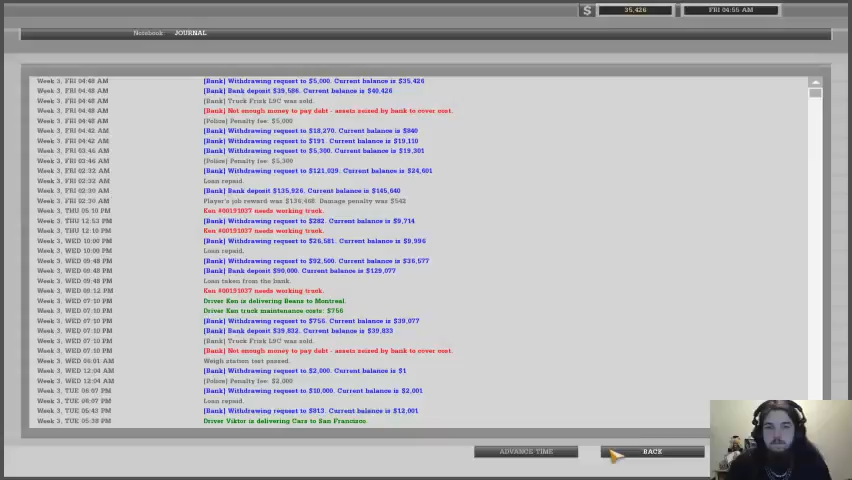 $ 35,426 FRI 04:55 AM
Notebook: JOURNAL
Week 3, FRI 04:48 AM [Bank] Withdrawing request to $5,000. Current balance is $35,426
Week 3, FRI 04:48 AM [Bank] Bank deposit $39,586. Current balance is $40,426
Week 3, FRI 04:48 AM [Bank] Truck Frisk L9C was sold.
Week 3, FRI 04:48 AM [Bank] Not enough money to pay debt - assets seized by bank to cover cost.
Week 3, FRI 04:48 AM [Police] Penalty fee: $5,000
Week 3, FRI 04:42 AM [Bank] Withdrawing request to $18,270. Current balance is $840
Week 3, FRI 04:42 AM [Bank] Withdrawing request to $191. Current balance is $19,110
Week 3, FRI 03:46 AM [Bank] Withdrawing request to $5,300. Current balance is $19,301
Week 3, FRI 03:46 AM [Police] Penalty fee: $5,300
Week 3, FRI 02:32 AM [Bank] Withdrawing request to $121,039. Current balance is $24,601
Week 3, FRI 02:32 AM Loan repaid.
Week 3, FRI 02:30 AM [Bank] Bank deposit $135,926. Current balance is $145,640
Week 3, FRI 02:30 AM Player's job reward was $136,468. Damage penalty was $542
Week 3, THU 05:10 PM Ken #00191037 needs working truck.
Week 3, THU 12:53 PM [Bank] Withdrawing request to $282. Current balance is $9,714
Week 3, THU 12:10 PM Ken #00191037 needs working truck.
Week 3, WED 10:00 PM [Bank] Withdrawing request to $26,581. Current balance is $9,996
Week 3, WED 10:00 PM Loan repaid.
Week 3, WED 09:48 PM [Bank] Withdrawing request to $92,500. Current balance is $36,577
Week 3, WED 09:48 PM [Bank] Bank deposit $90,000. Current balance is $129,077
Week 3, WED 09:48 PM Loan taken from the bank.
Week 3, WED 09:12 PM Ken #00191037 needs working truck.
Week 3, WED 07:10 PM Driver Ken is delivering Beans to Montreal.
Week 3, WED 07:10 PM Driver Ken truck maintenance costs: $756
Week 3, WED 07:10 PM [Bank] Withdrawing request to $756. Current balance is $39,077
Week 3, WED 07:10 PM [Bank] Bank deposit $39,832. Current balance is $39,833
Week 3, WED 07:10 PM [Bank] Truck Frisk L9C was sold.
Week 3, WED 07:10 PM [Bank] Not enough money to pay debt - assets seized by bank to cover cost.
Week 3, WED 06:01 AM Weigh station test passed.
Week 3, WED 12:04 AM [Bank] Withdrawing request to $2,000. Current balance is $1
Week 3, WED 12:04 AM [Police] Penalty fee: $2,000
Week 3, TUE 06:07 PM [Bank] Withdrawing request to $10,000. Current balance is $2,001
Week 3, TUE 06:07 PM Loan repaid.
Week 3, TUE 05:43 PM [Bank] Withdrawing request to $813. Current balance is $12,001
Week 3, TUE 05:38 PM Driver Viktor is delivering Cars to San Francisco.
ADVANCE TIME BACK